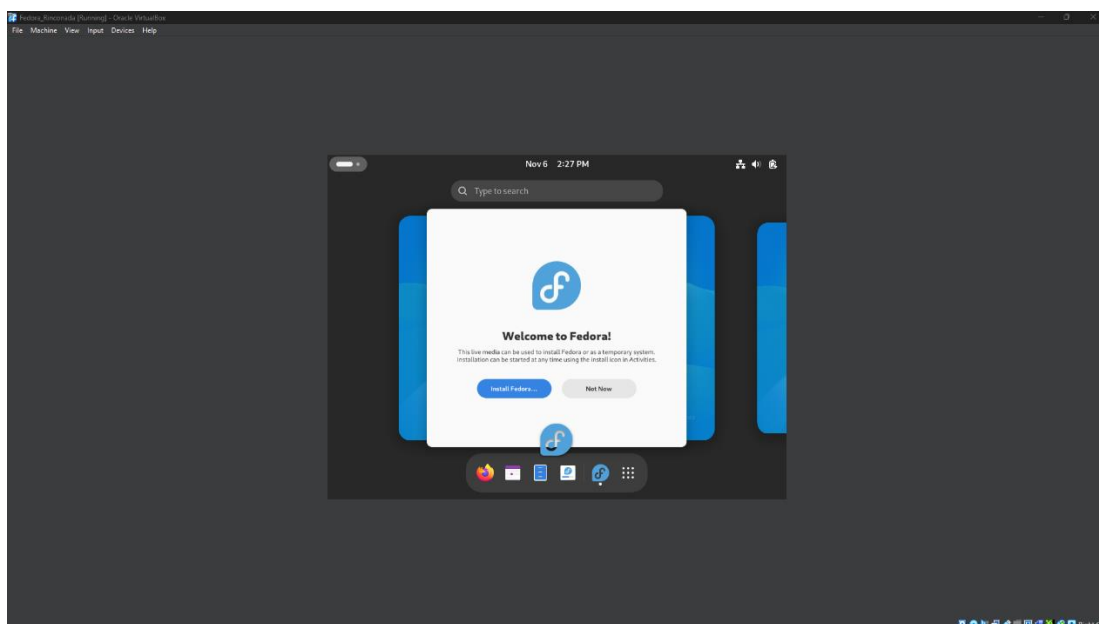 Fedora_Rinconada [Running] - Oracle VirtualBox
File Machine View Input Devices Help
Nov 6 2:27 PM
Type to search
Welcome to Fedora!
This live media can be used to install Fedora or as a temporary system.
Installation can be started at any time using the install icon in Activities.
Install Fedora...
Not Now